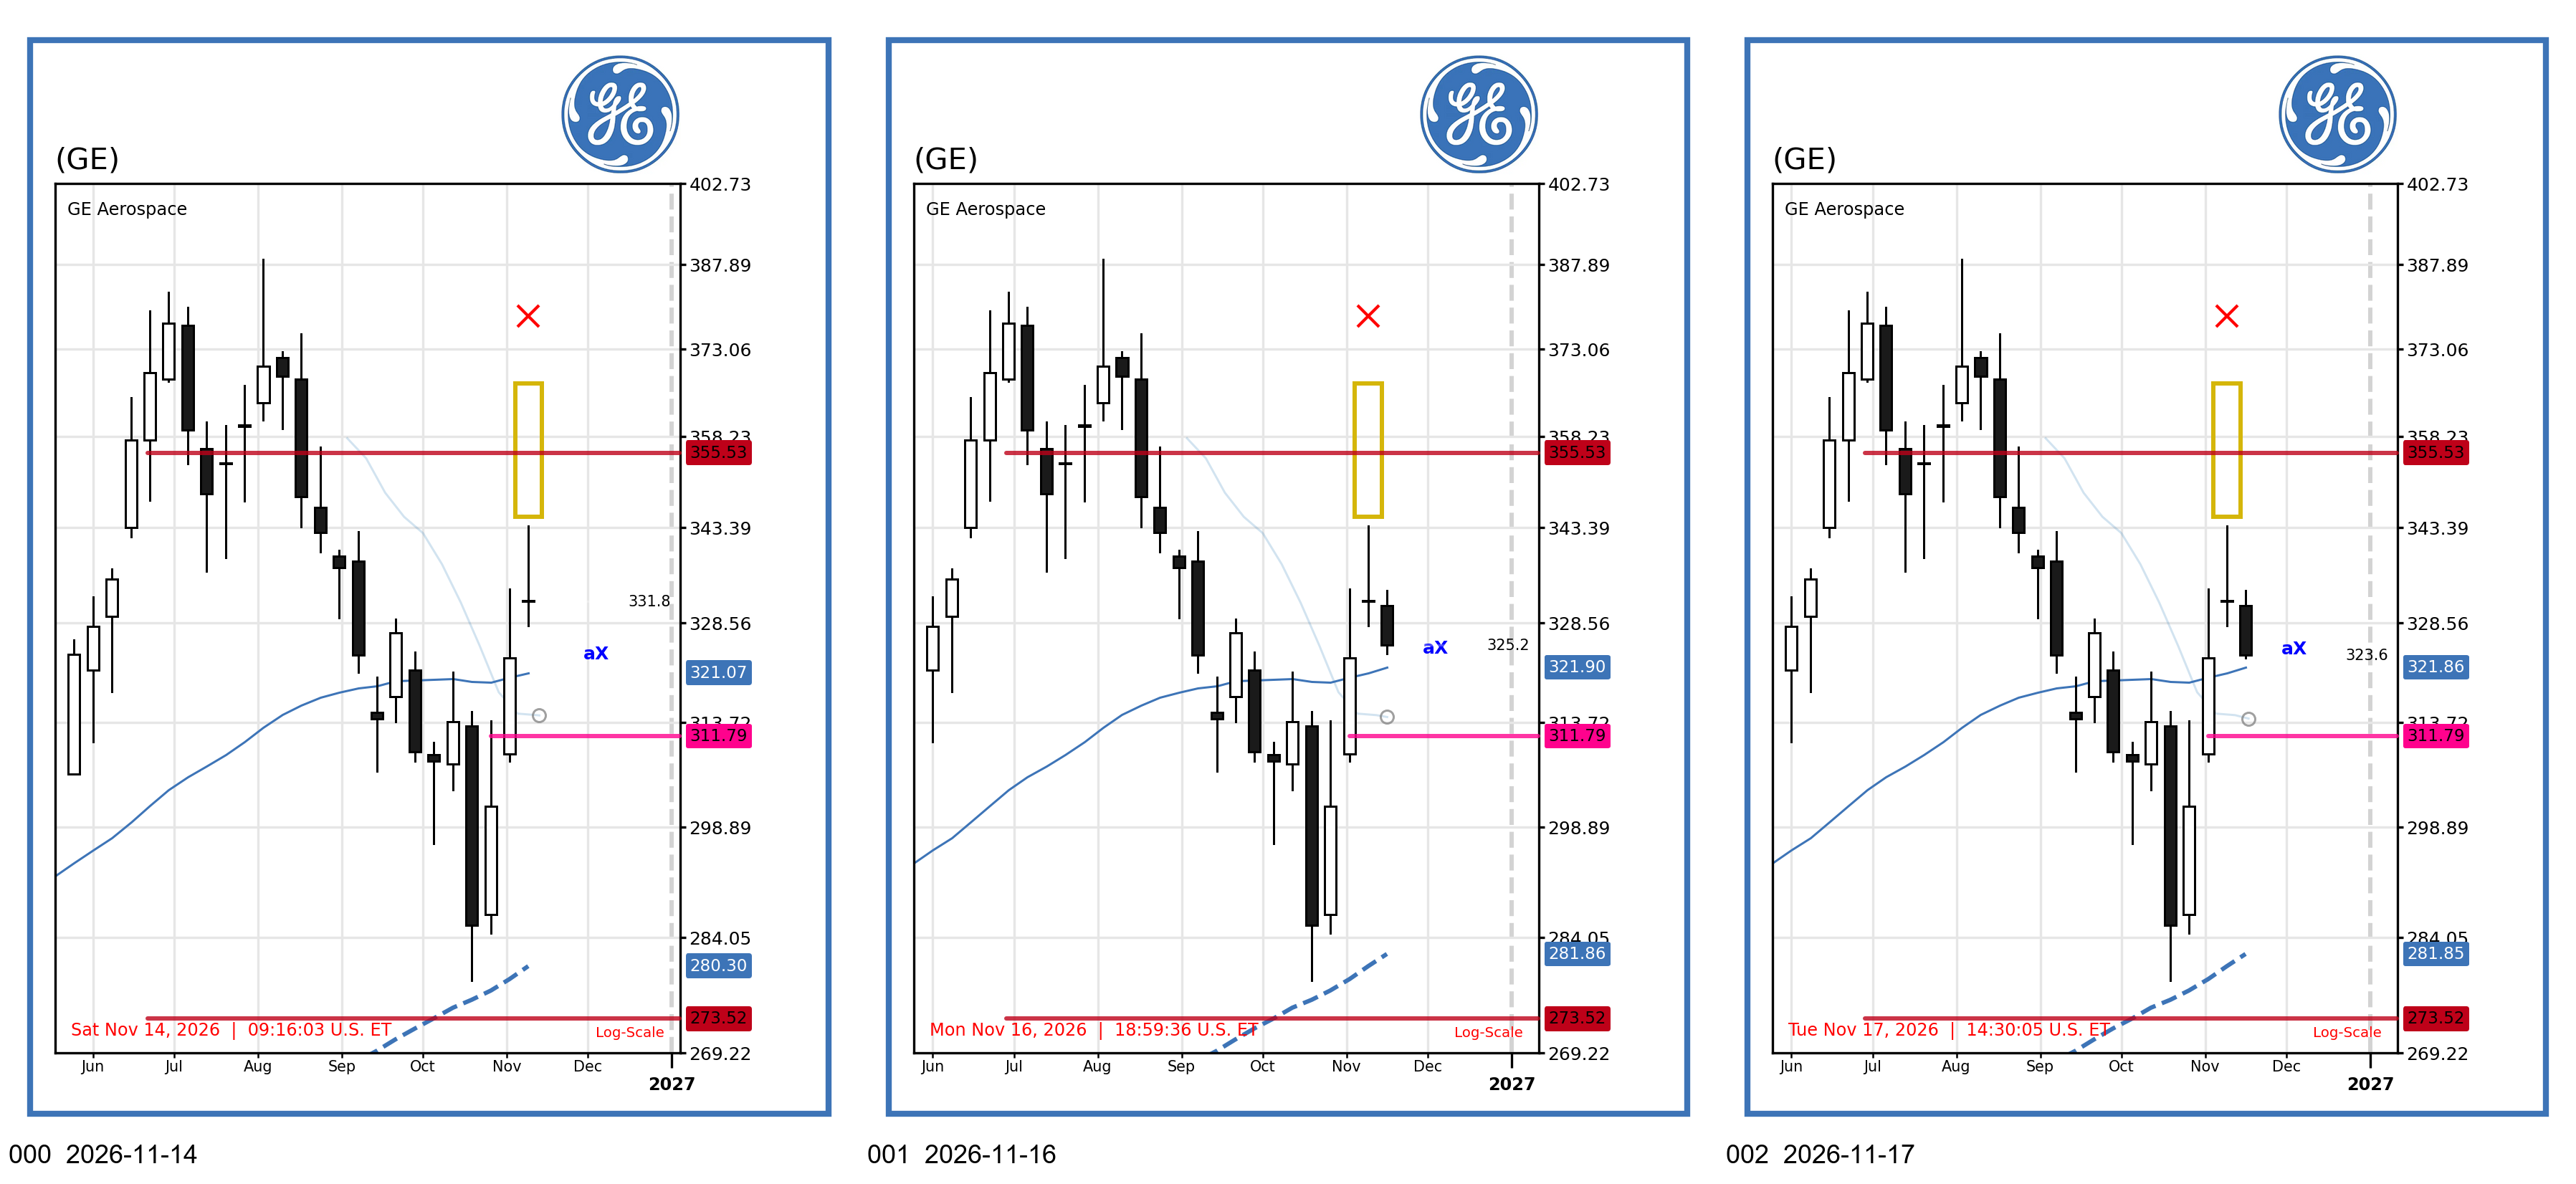 GE
(GE)
GE Aerospace
402.73
387.89
373.06
358.23
355.53
343.39
331.8
328.56
aX
321.07
313.72
311.79
298.89
284.05
280.30
273.52
Sat Nov 14, 2026 | 09:16:03 U.S. ET
Log-Scale
269.22
Jun Jul Aug Sep Oct Nov Dec
2027
000 2026-11-14
GE
(GE)
GE Aerospace
402.73
387.89
373.06
358.23
355.53
343.39
328.56
325.2
aX
321.90
313.72
311.79
298.89
284.05
281.86
273.52
Mon Nov 16, 2026 | 18:59:36 U.S. ET
Log-Scale
269.22
Jun Jul Aug Sep Oct Nov Dec
2027
001 2026-11-16
GE
(GE)
GE Aerospace
402.73
387.89
373.06
358.23
355.53
343.39
328.56
aX
323.6
321.86
313.72
311.79
298.89
284.05
281.85
273.52
Tue Nov 17, 2026 | 14:30:05 U.S. ET
Log-Scale
269.22
Jun Jul Aug Sep Oct Nov Dec
2027
002 2026-11-17